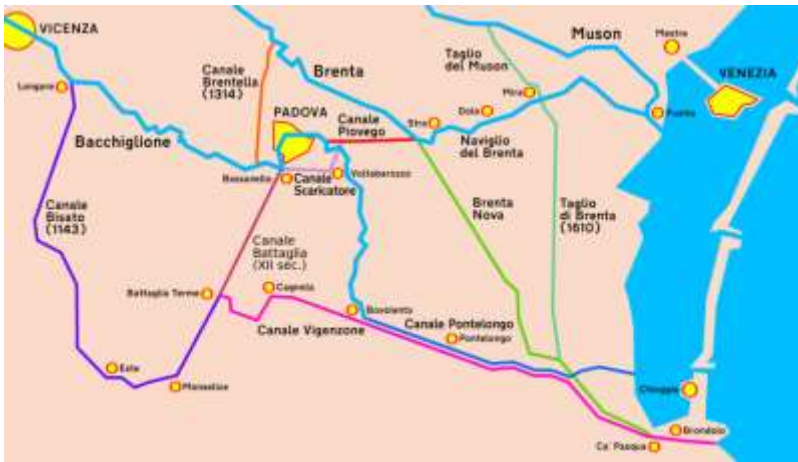 VICENZA
Muson
Mestre
Canale
Brentella
(1314)
Brenta
Taglio
del Muson
VENEZIA
Longare
Mira
PADOVA
Canale
Piovego
Stra
Dolo
Fusina
Bacchiglione
Naviglio
del Brenta
Bassanello
Canale
Scaricatore
Voltabarozzo
Canale
Bisato
(1143)
Brenta
Nova
Taglio
di Brenta
(1610)
Canale
Battaglia
(XII sec.)
Battaglia Terme
Cagnola
Bovolenta
Canale Vigenzone
Canale Pontelongo
Pontelongo
Este
Monselice
Chioggia
Brondolo
Ca' Pasqua